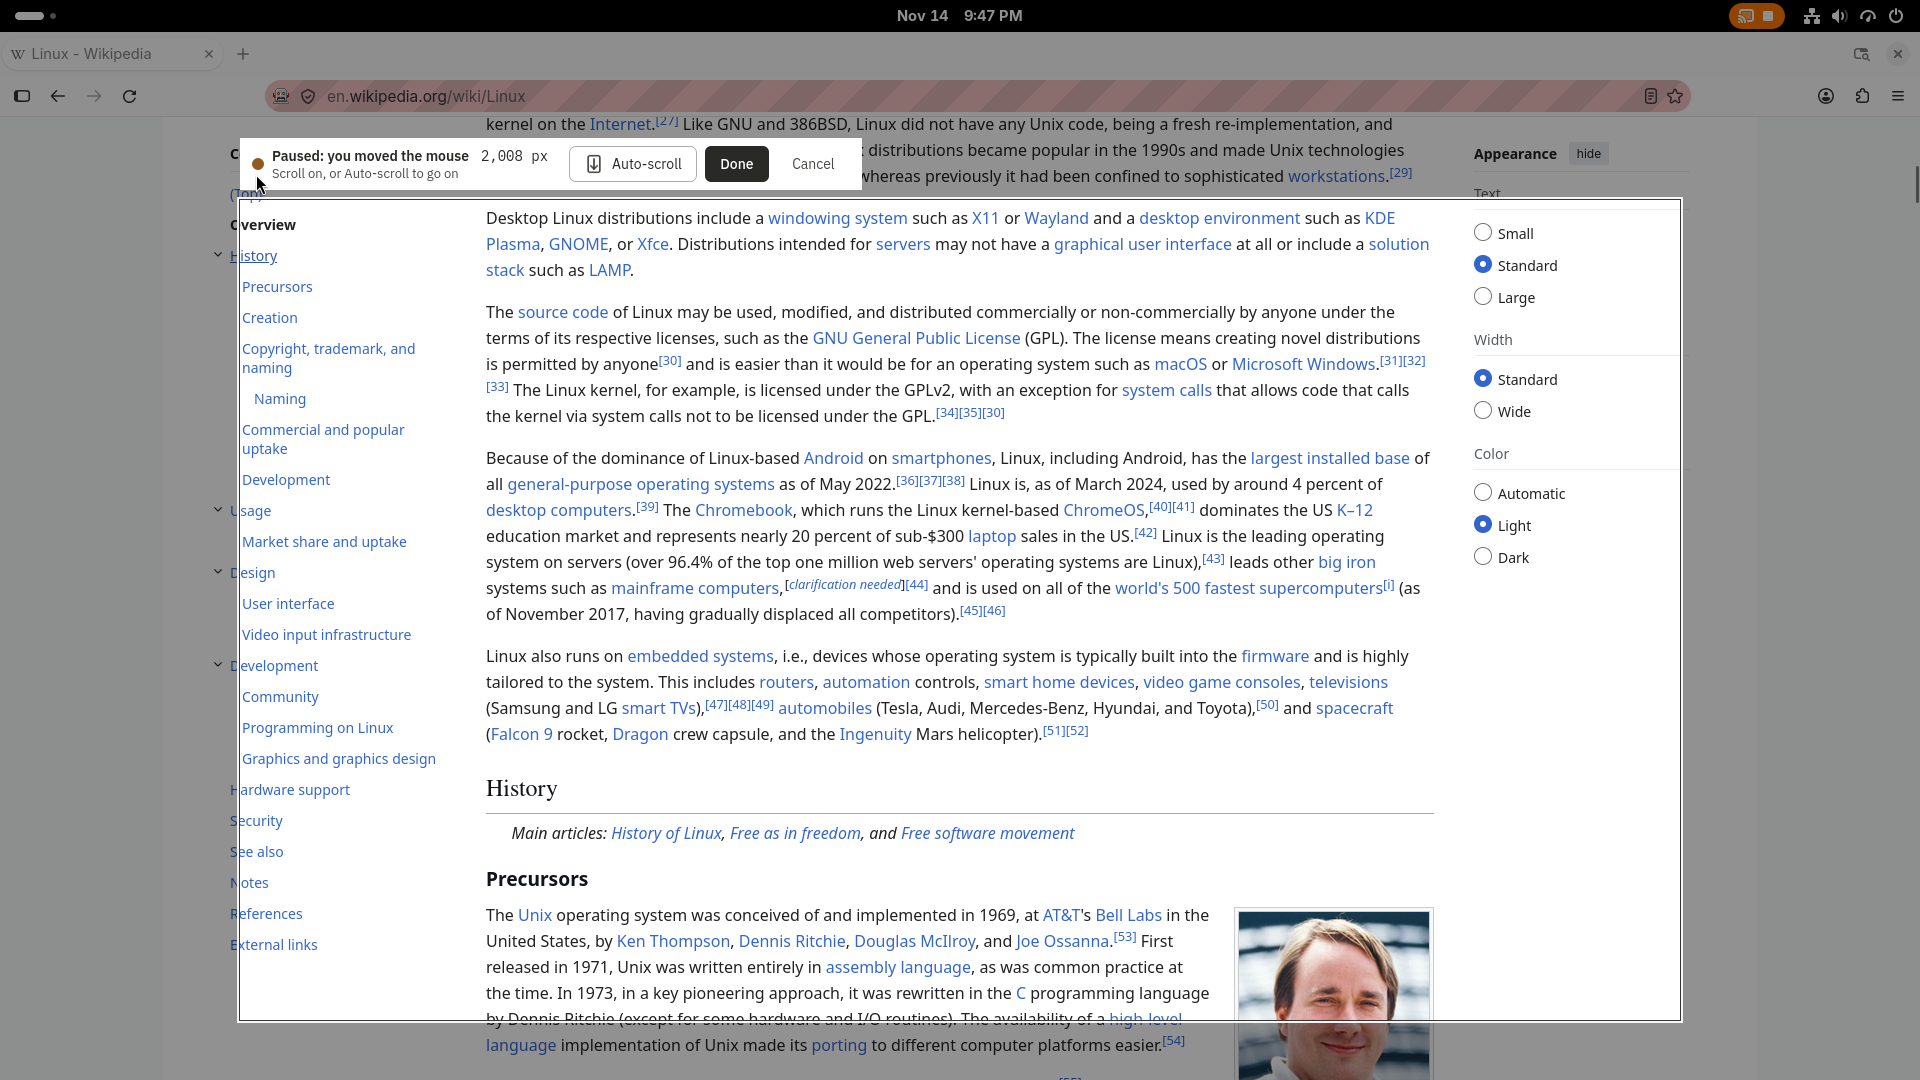 Nov 14 9:47 PM
Linux - Wikipedia
en.wikipedia.org/wiki/Linux
kernel on the Internet.[27] Like GNU and 386BSD, Linux did not have any Unix code, being a fresh re-implementation, and
distributions became popular in the 1990s and made Unix technologies
whereas previously it had been confined to sophisticated workstations.[29]
Paused: you moved the mouse
Scroll on, or Auto-scroll to go on
2,008 px
Auto-scroll
Done
Cancel
(Top)
Overview
History
Precursors
Creation
Copyright, trademark, and
naming
Naming
Commercial and popular
uptake
Development
Usage
Market share and uptake
Design
User interface
Video input infrastructure
Development
Community
Programming on Linux
Graphics and graphics design
Hardware support
Security
See also
Notes
References
External links
Desktop Linux distributions include a windowing system such as X11 or Wayland and a desktop environment such as KDE
Plasma, GNOME, or Xfce. Distributions intended for servers may not have a graphical user interface at all or include a solution
stack such as LAMP.
The source code of Linux may be used, modified, and distributed commercially or non-commercially by anyone under the
terms of its respective licenses, such as the GNU General Public License (GPL). The license means creating novel distributions
is permitted by anyone[30] and is easier than it would be for an operating system such as macOS or Microsoft Windows.[31][32]
[33] The Linux kernel, for example, is licensed under the GPLv2, with an exception for system calls that allows code that calls
the kernel via system calls not to be licensed under the GPL.[34][35][30]
Because of the dominance of Linux-based Android on smartphones, Linux, including Android, has the largest installed base of
all general-purpose operating systems as of May 2022.[36][37][38] Linux is, as of March 2024, used by around 4 percent of
desktop computers.[39] The Chromebook, which runs the Linux kernel-based ChromeOS,[40][41] dominates the US K–12
education market and represents nearly 20 percent of sub-$300 laptop sales in the US.[42] Linux is the leading operating
system on servers (over 96.4% of the top one million web servers' operating systems are Linux),[43] leads other big iron
systems such as mainframe computers,[clarification needed][44] and is used on all of the world's 500 fastest supercomputers[i] (as
of November 2017, having gradually displaced all competitors).[45][46]
Linux also runs on embedded systems, i.e., devices whose operating system is typically built into the firmware and is highly
tailored to the system. This includes routers, automation controls, smart home devices, video game consoles, televisions
(Samsung and LG smart TVs),[47][48][49] automobiles (Tesla, Audi, Mercedes-Benz, Hyundai, and Toyota),[50] and spacecraft
(Falcon 9 rocket, Dragon crew capsule, and the Ingenuity Mars helicopter).[51][52]
History
Main articles: History of Linux, Free as in freedom, and Free software movement
Precursors
The Unix operating system was conceived of and implemented in 1969, at AT&T's Bell Labs in the
United States, by Ken Thompson, Dennis Ritchie, Douglas McIlroy, and Joe Ossanna.[53] First
released in 1971, Unix was written entirely in assembly language, as was common practice at
the time. In 1973, in a key pioneering approach, it was rewritten in the C programming language
by Dennis Ritchie (except for some hardware and I/O routines). The availability of a high-level
language implementation of Unix made its porting to different computer platforms easier.[54]
Appearance
hide
Text
Small
Standard
Large
Width
Standard
Wide
Color
Automatic
Light
Dark